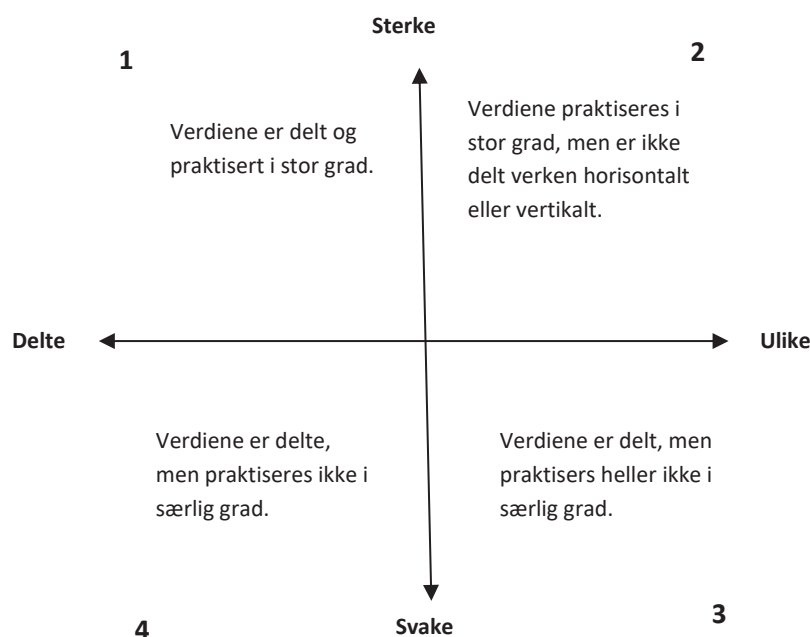 Sterke
1
2
Verdiene er delt og
praktisert i stor grad.
Verdiene praktiseres i
stor grad, men er ikke
delt verken horisontalt
eller vertikalt.
Delte
Ulike
Verdiene er delte,
men praktiseres ikke i
særlig grad.
Verdiene er delt, men
praktisers heller ikke i
særlig grad.
4
Svake
3